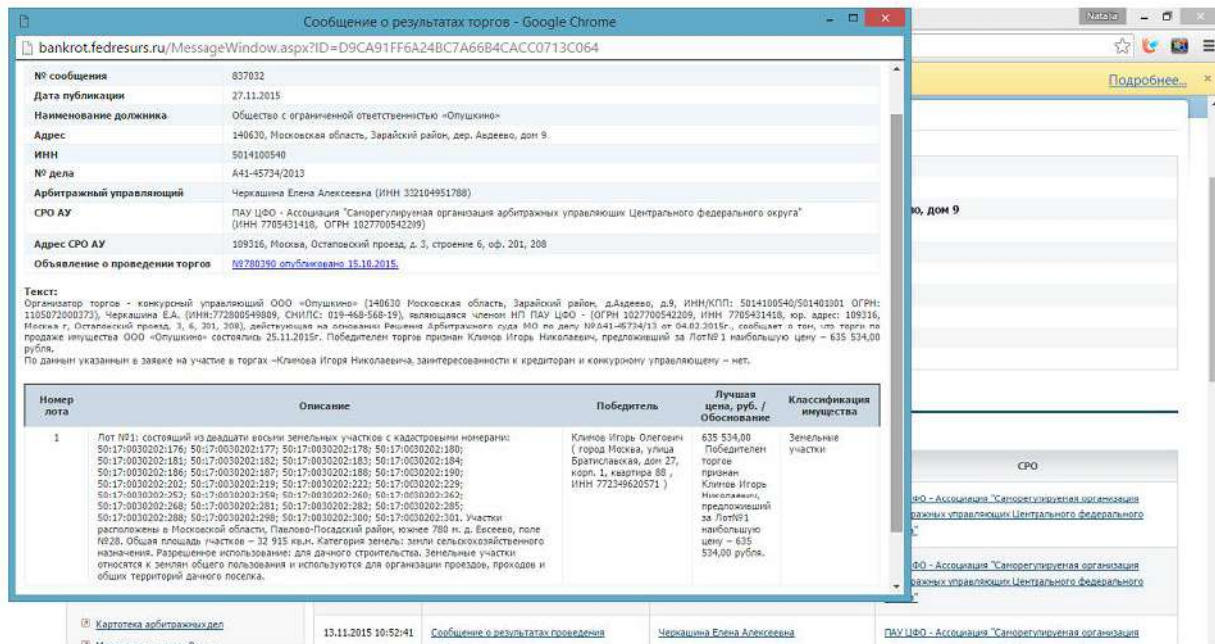 Сообщение о результатах торгов - Google Chrome
Natalia
bankrot.fedresurs.ru/MessageWindow.aspx?ID=D9CA91FF6A24BC7A66B4CACC0713C064
Подробнее...
№ сообщения 837032
Дата публикации 27.11.2015
Наименование должника Общество с ограниченной ответственностью «Опушкино»
Адрес 140630, Московская область, Зарайский район, дер. Авдеево, дом 9
ИНН 5014100540
№ дела А41-45734/2013
Арбитражный управляющий Черкашина Елена Алексеевна (ИНН 332104951788)
СРО АУ ПАУ ЦФО - Ассоциация "Саморегулируемая организация арбитражных управляющих Центрального федерального округа"
(ИНН 7705431418, ОГРН 1027700542209)
во, дом 9
Адрес СРО АУ 109316, Москва, Остаповский проезд, д. 3, строение 6, оф. 201, 208
Объявление о проведении торгов №780390 опубликовано 15.10.2015.
Текст:
Организатор торгов - конкурсный управляющий ООО «Опушкино» (140630 Московская область, Зарайский район, д.Авдеево, д.9, ИНН/КПП: 5014100540/501401001 ОГРН:
1105072000373), Черкашина Е.А. (ИНН:772800549809, СНИЛС: 019-468-568-19), являющаяся членом НП ПАУ ЦФО - (ОГРН 1027700542209, ИНН 7705431418, юр. адрес: 109316,
Москва г, Остаповский проезд, 3, 6, 201, 208), действующая на основании Решения Арбитражного суда МО по делу №А41-45734/13 от 04.02.2015г., сообщает о том, что торги по
продаже имущества ООО «Опушкино» состоялись 25.11.2015г. Победителем торгов признан Климов Игорь Николаевич, предложивший за Лот№ 1 наибольшую цену – 635 534,00
рубля.
По данным указанным в заявке на участие в торгах –Климова Игоря Николаевича, заинтересованности к кредиторам и конкурсному управляющему – нет.
Номер лота Описание Победитель Лучшая цена, руб. / Обоснование Классификация имущества
1
Лот №1: состоящий из двадцати восьми земельных участков с кадастровыми номерами:
50:17:0030202:176; 50:17:0030202:177; 50:17:0030202:178; 50:17:0030202:180;
50:17:0030202:181; 50:17:0030202:182; 50:17:0030202:183; 50:17:0030202:184;
50:17:0030202:186; 50:17:0030202:187; 50:17:0030202:188; 50:17:0030202:190;
50:17:0030202:202; 50:17:0030202:219; 50:17:0030202:222; 50:17:0030202:229;
50:17:0030202:252; 50:17:0030202:259; 50:17:0030202:260; 50:17:0030202:262;
50:17:0030202:268; 50:17:0030202:281; 50:17:0030202:282; 50:17:0030202:285;
50:17:0030202:288; 50:17:0030202:298; 50:17:0030202:300; 50:17:0030202:301. Участки
расположены в Московской области, Павлово-Посадский район, южнее 780 м. д. Евсеево, поле
№28. Общая площадь участков – 32 915 кв.м. Категория земель: земли сельскохозяйственного
назначения. Разрешенное использование: для дачного строительства. Земельные участки
относятся к землям общего пользования и используются для организации проездов, проходов и
общих территорий дачного поселка.
Климов Игорь Олегович
( город Москва, улица
Братиславская, дом 27,
корп. 1, квартира 88 ,
ИНН 772349620571 )
635 534,00
Победителем
торгов
признан
Климов Игорь
Николаевич,
предложивший
за Лот№1
наибольшую
цену – 635
534,00 рубля.
Земельные
участки
СРО
ЦФО - Ассоциация "Саморегулируемая организация
ражных управляющих Центрального федерального
а"
ЦФО - Ассоциация "Саморегулируемая организация
ражных управляющих Центрального федерального
а"
Картотека арбитражных дел
13.11.2015 10:52:41 Сообщение о результатах проведения Черкашина Елена Алексеевна ПАУ ЦФО - Ассоциация "Саморегулируемая организация